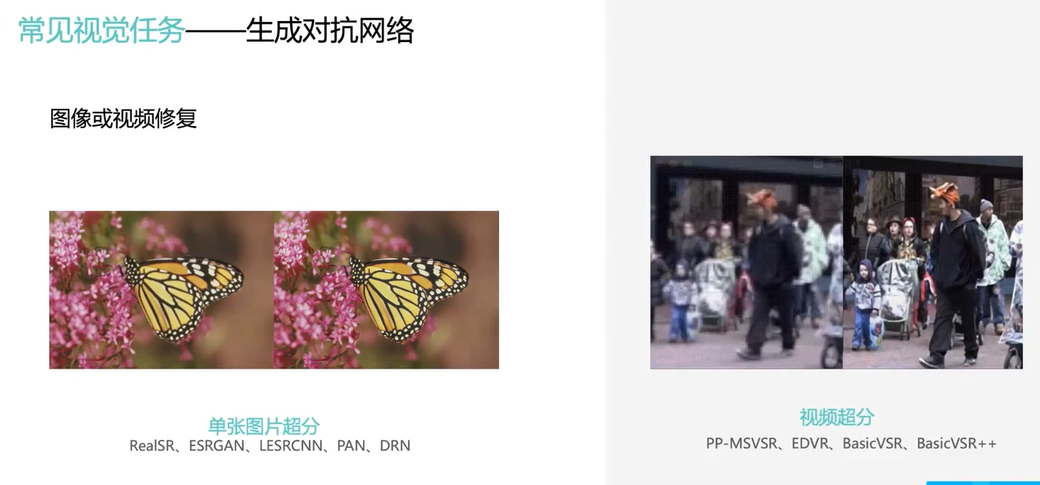 常见视觉任务——生成对抗网络
图像或视频修复
单张图片超分
RealSR、ESRGAN、LESRCNN、PAN、DRN
视频超分
PP-MSVSR、EDVR、BasicVSR、BasicVSR++